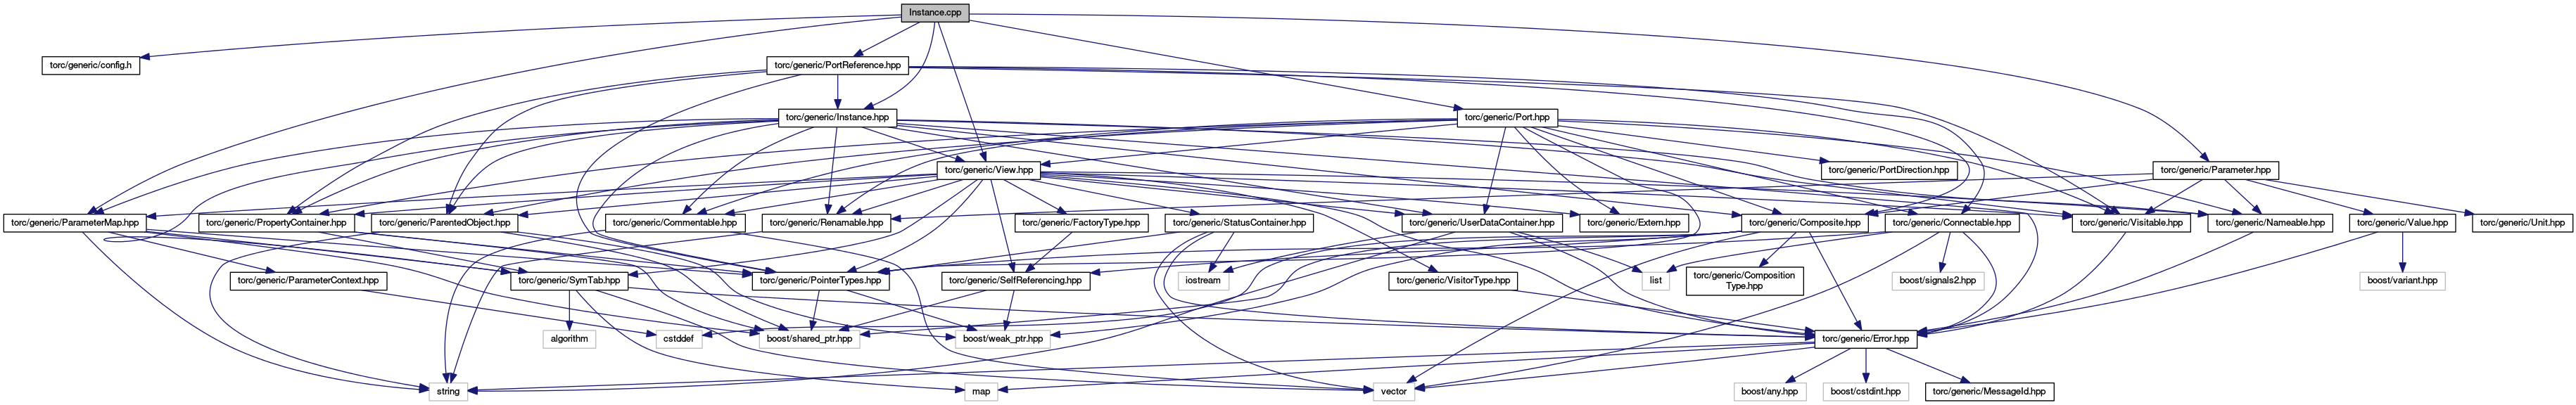 Instance.cpp
torc/generic/config.h
torc/generic/PortReference.hpp
torc/generic/Instance.hpp
torc/generic/Port.hpp
torc/generic/View.hpp
torc/generic/PortDirection.hpp
torc/generic/Parameter.hpp
torc/generic/ParameterMap.hpp
torc/generic/PropertyContainer.hpp
torc/generic/ParentedObject.hpp
torc/generic/Commentable.hpp
torc/generic/Renamable.hpp
torc/generic/FactoryType.hpp
torc/generic/StatusContainer.hpp
torc/generic/UserDataContainer.hpp
torc/generic/Extern.hpp
torc/generic/Composite.hpp
torc/generic/Connectable.hpp
torc/generic/Visitable.hpp
torc/generic/Nameable.hpp
torc/generic/Value.hpp
torc/generic/Unit.hpp
torc/generic/ParameterContext.hpp
torc/generic/SymTab.hpp
torc/generic/PointerTypes.hpp
torc/generic/SelfReferencing.hpp
iostream
torc/generic/VisitorType.hpp
list
torc/generic/Composition
Type.hpp
boost/signals2.hpp
boost/variant.hpp
algorithm
cstddef
boost/shared_ptr.hpp
boost/weak_ptr.hpp
torc/generic/Error.hpp
string
map
vector
boost/any.hpp
boost/cstdint.hpp
torc/generic/MessageId.hpp